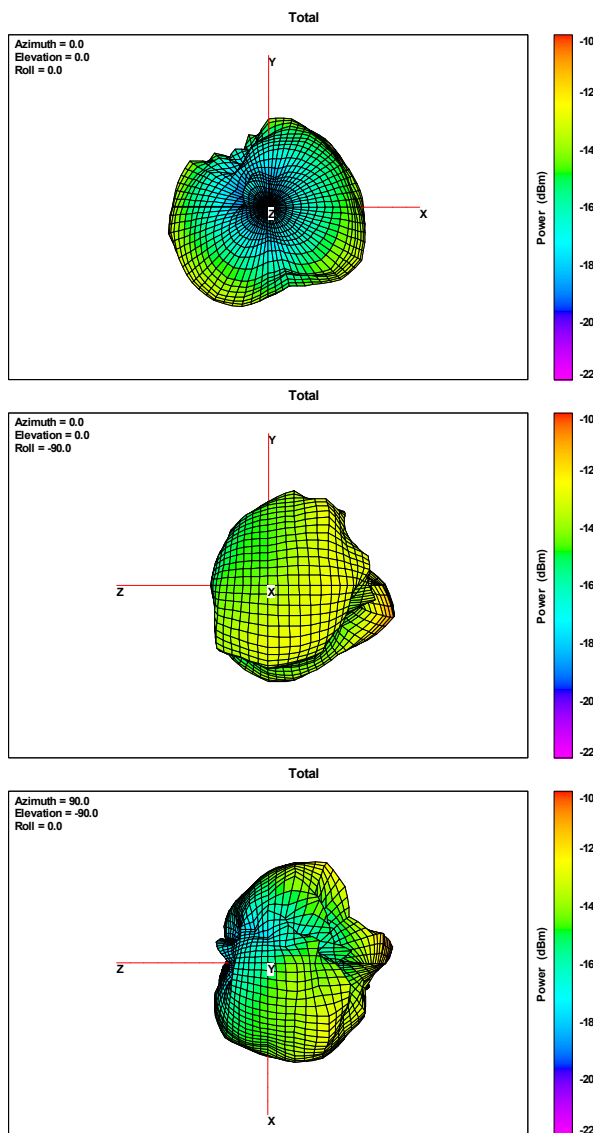 Total
Azimuth = 0.0
Elevation = 0.0
Roll = 0.0
Y
Z
X
-10
-12
-14
-16
-18
-20
-22
Power (dBm)
Total
Azimuth = 0.0
Elevation = 0.0
Roll = -90.0
Y
Z
X
-10
-12
-14
-16
-18
-20
-22
Power (dBm)
Total
Azimuth = 90.0
Elevation = -90.0
Roll = 0.0
Z
Y
X
-10
-12
-14
-16
-18
-20
-22
Power (dBm)